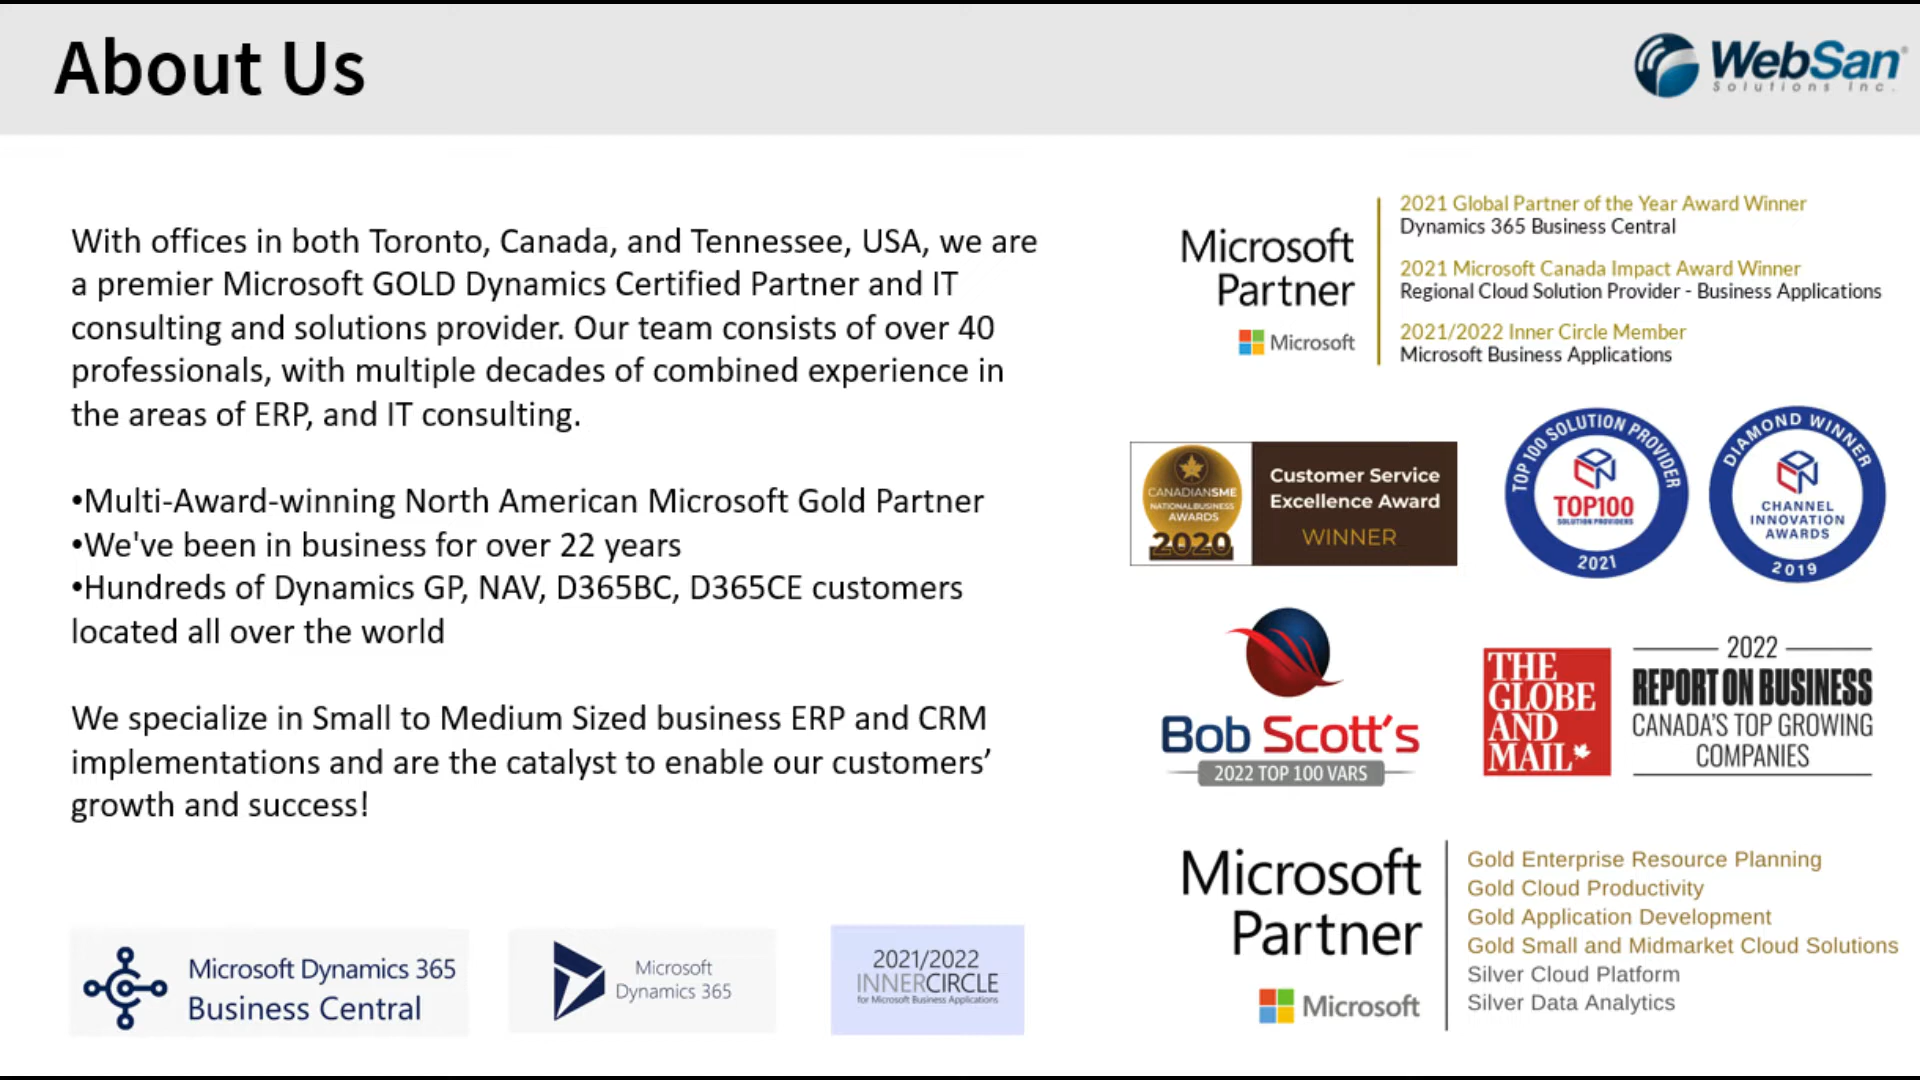 About Us
WebSan
Solutions Inc.
With offices in both Toronto, Canada, and Tennessee, USA, we are
a premier Microsoft GOLD Dynamics Certified Partner and IT
consulting and solutions provider. Our team consists of over 40
professionals, with multiple decades of combined experience in
the areas of ERP, and IT consulting.
•Multi-Award-winning North American Microsoft Gold Partner
•We've been in business for over 22 years
•Hundreds of Dynamics GP, NAV, D365BC, D365CE customers
located all over the world
We specialize in Small to Medium Sized business ERP and CRM
implementations and are the catalyst to enable our customers’
growth and success!
Microsoft Dynamics 365
Business Central
Microsoft
Dynamics 365
2021/2022
INNERCIRCLE
for Microsoft Business Applications
Microsoft
Partner
Microsoft
2021 Global Partner of the Year Award Winner
Dynamics 365 Business Central
2021 Microsoft Canada Impact Award Winner
Regional Cloud Solution Provider - Business Applications
2021/2022 Inner Circle Member
Microsoft Business Applications
CANADIANSME
NATIONAL BUSINESS
AWARDS
2020
Customer Service
Excellence Award
WINNER
TOP 100 SOLUTION PROVIDER
TOP100
SOLUTION PROVIDERS
2021
DIAMOND WINNER
CHANNEL
INNOVATION
AWARDS
2019
Bob Scott's
2022 TOP 100 VARS
THE
GLOBE
AND
MAIL
2022
REPORT ON BUSINESS
CANADA'S TOP GROWING
COMPANIES
Microsoft
Partner
Microsoft
Gold Enterprise Resource Planning
Gold Cloud Productivity
Gold Application Development
Gold Small and Midmarket Cloud Solutions
Silver Cloud Platform
Silver Data Analytics